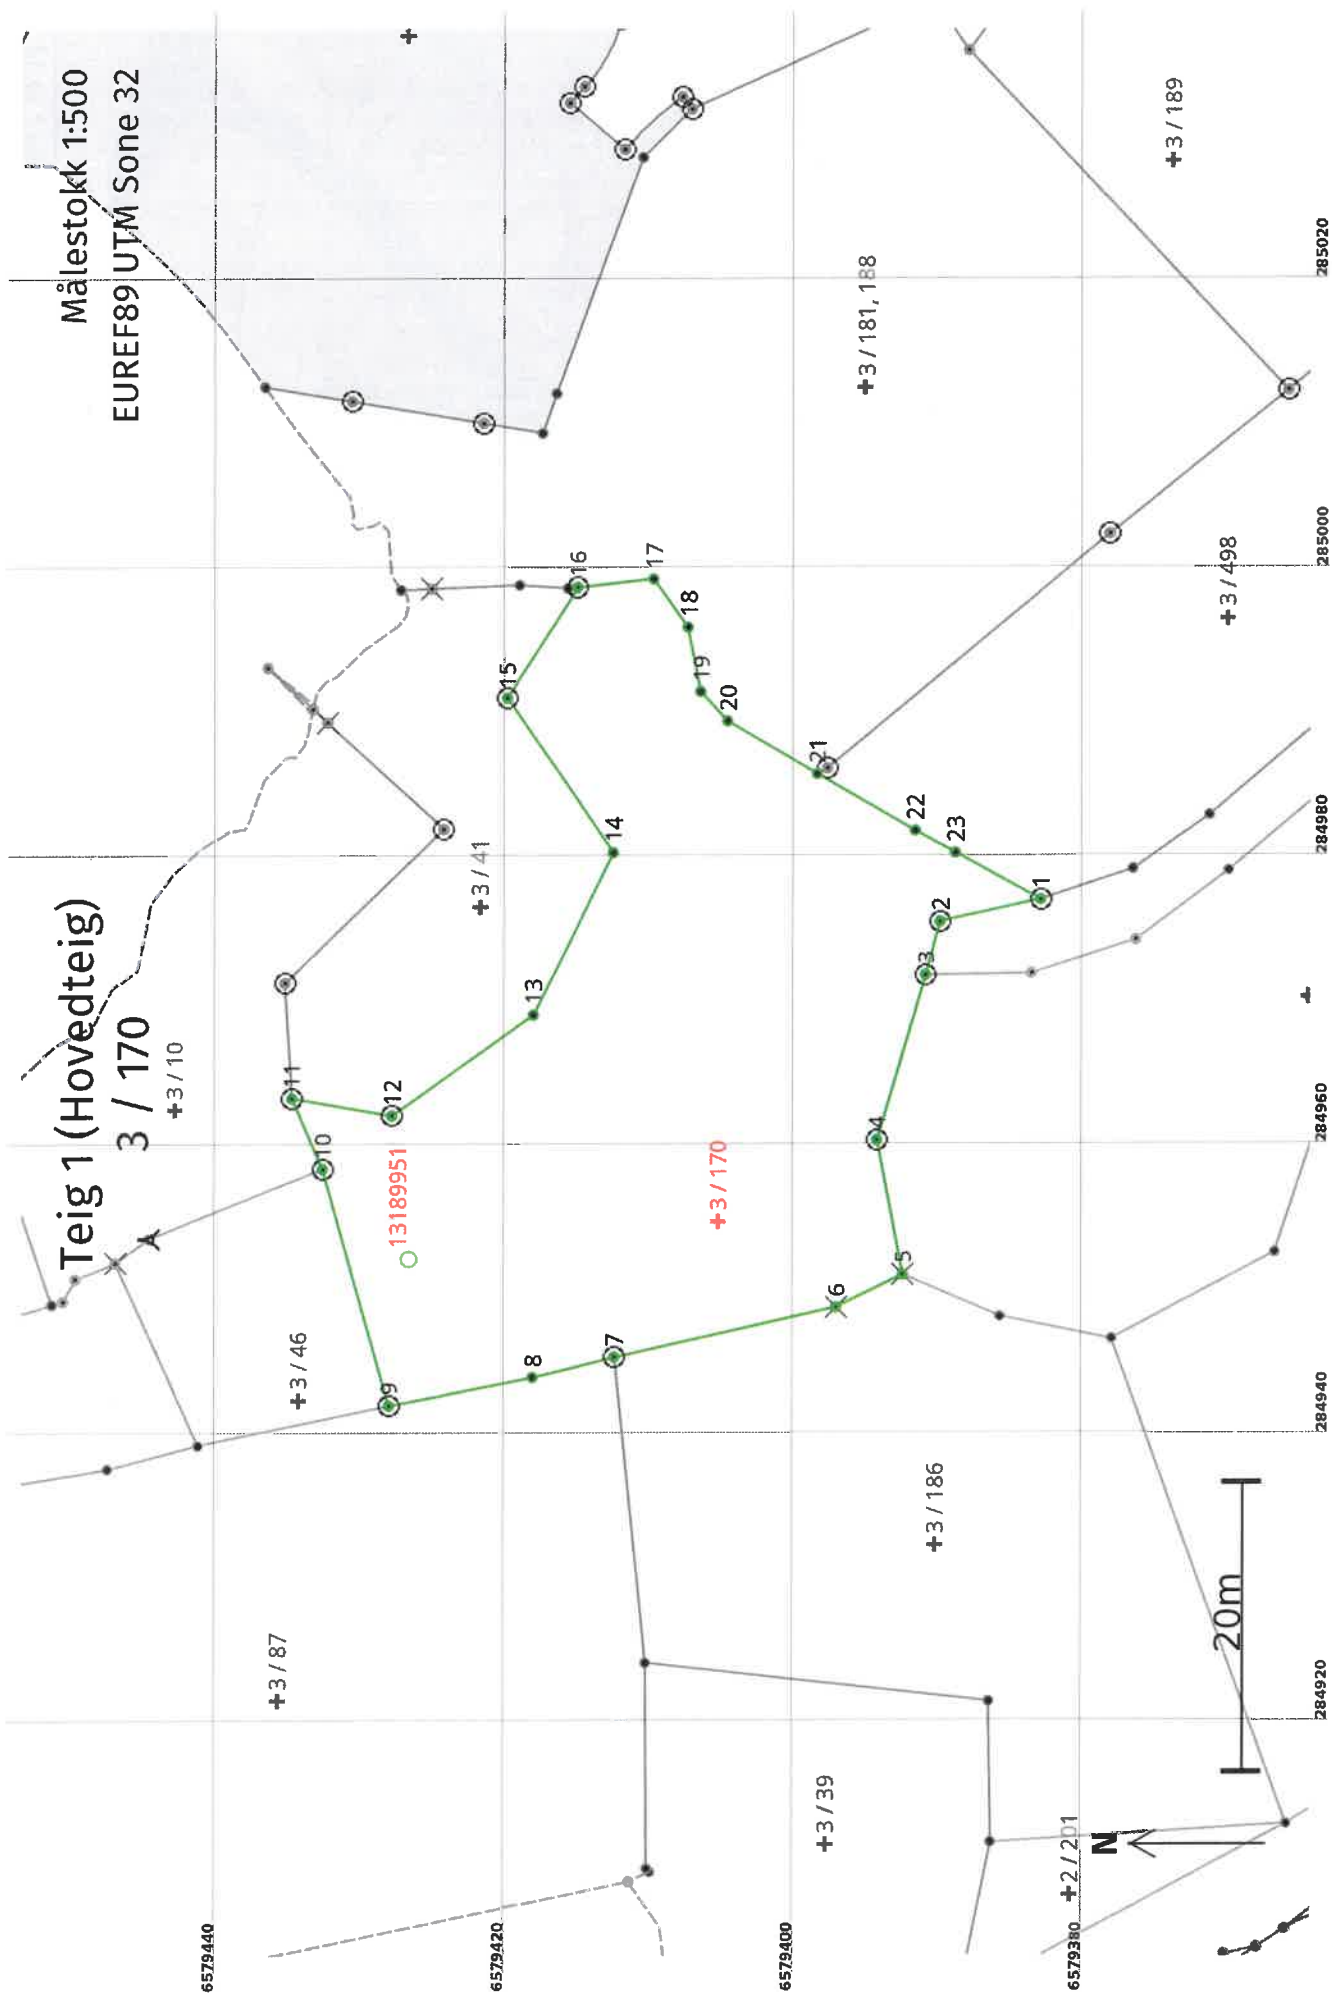 Målestokk 1:500
EUREF89 UTM Sone 32
Teig 1 (Hovedteig)
3 / 170
+3 / 10
+3 / 46
+3 / 87
+3 / 41
+3 / 181, 188
+3 / 189
+3 / 498
+3 / 170
+3 / 186
+3 / 39
+2 / 201
13189951
A
1
2
3
4
5
6
7
8
9
10
11
12
13
14
15
16
17
18
19
20
21
22
23
6579440
6579420
6579400
6579380
284920
284940
284960
284980
285000
285020
20m
N